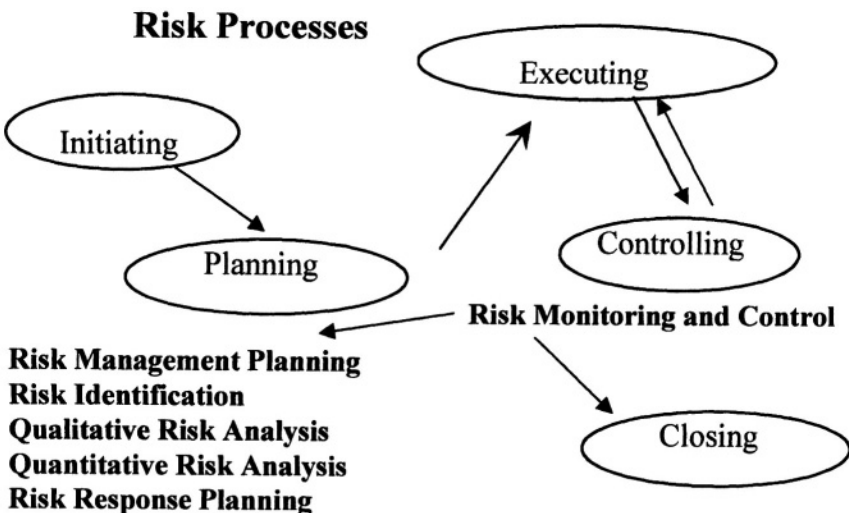 Risk Processes
Executing
Initiating
Planning
Controlling
Risk Monitoring and Control
Risk Management Planning
Risk Identification
Qualitative Risk Analysis
Quantitative Risk Analysis
Risk Response Planning
Closing